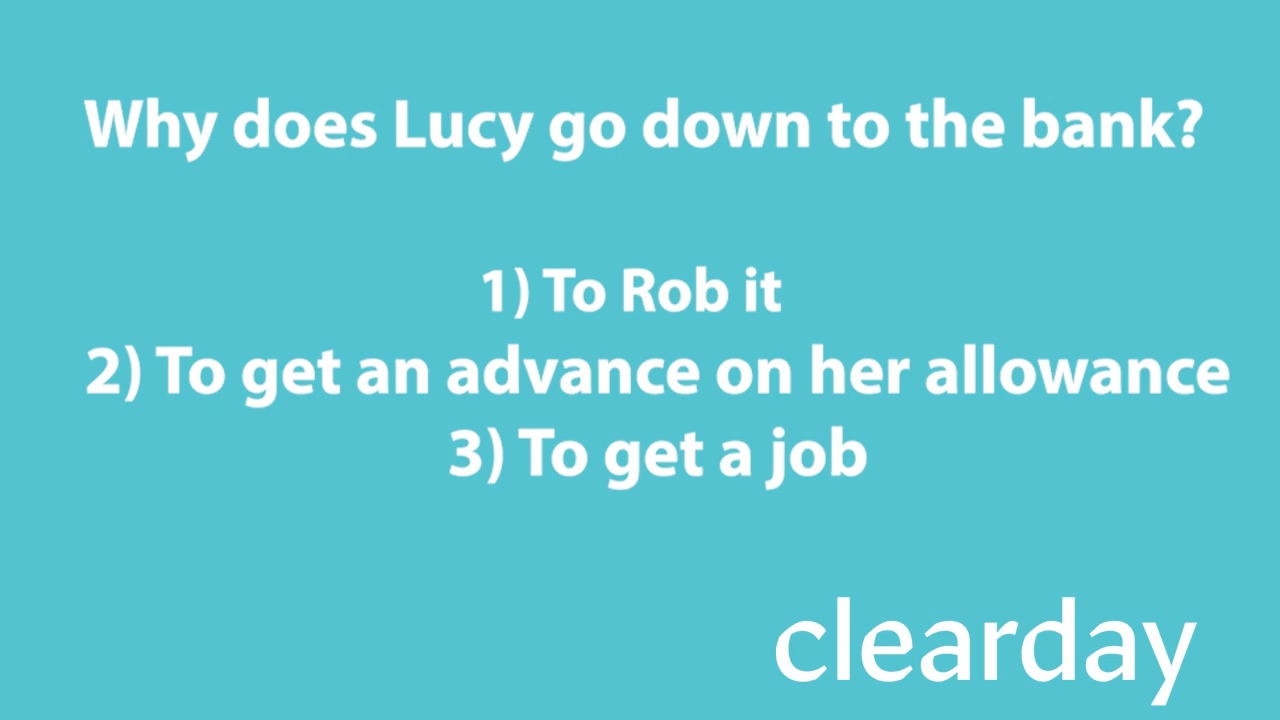 Why does Lucy go down to the bank?
1) To Rob it
2) To get an advance on her allowance
3) To get a job
clearday